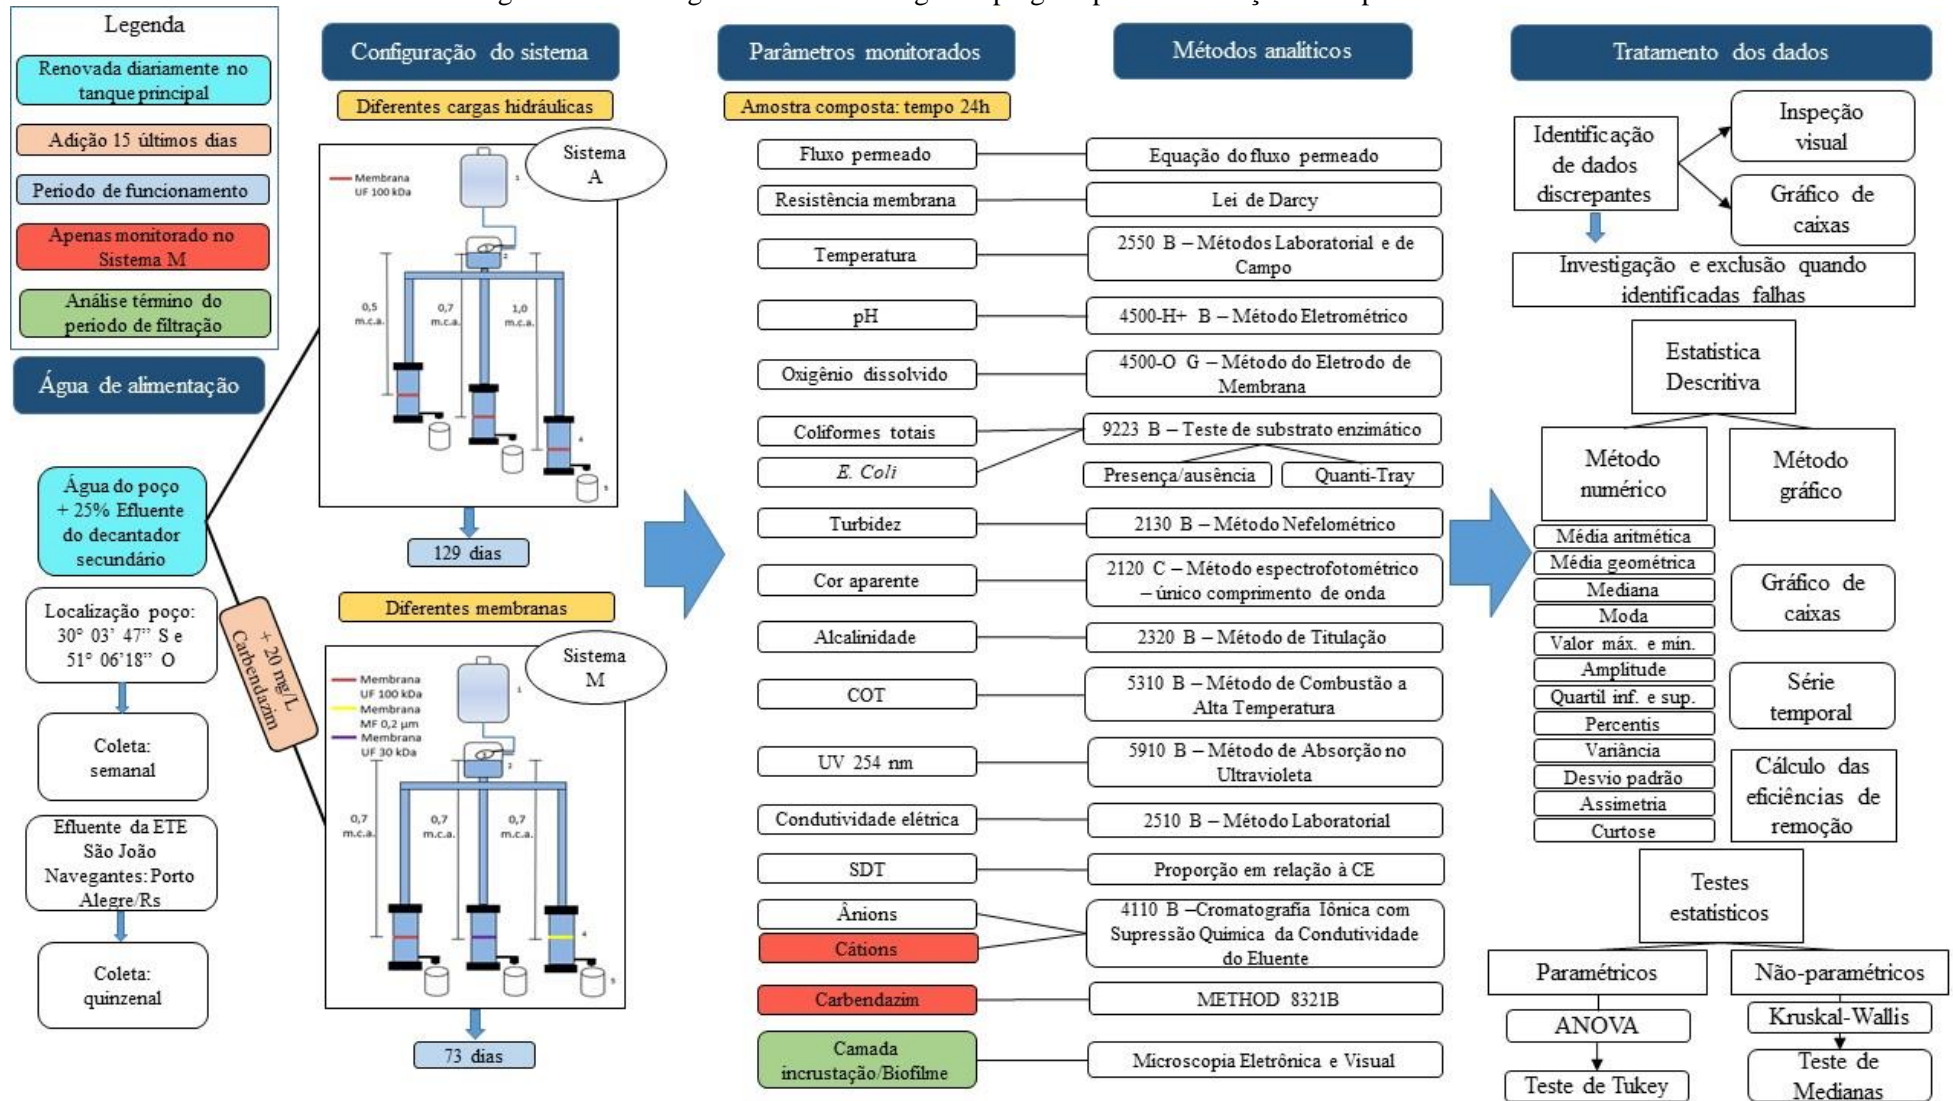 Legenda
Renovada diariamente no
tanque principal
Adição 15 últimos dias
Periodo de funcionamento
Apenas monitorado no
Sistema M
Análise término do
periodo de filtração
Água de alimentação
Água do poço
+ 25% Efluente
do decantador
secundário
Localização poço:
30° 03’ 47” S e
51° 06’18” O
Coleta:
semanal
Efluente da ETE
São João
Navegantes: Porto
Alegre/Rs
Coleta:
quinzenal
+ 20 mg/L
Carbendazim
Configuração do sistema
Diferentes cargas hidráulicas
Sistema
A
Membrana
UF 100 kDa
1
2
0,5
m.c.a.
0,7
m.c.a.
1,0
m.c.a.
4
5
129 dias
Diferentes membranas
Sistema
M
Membrana
UF 100 kDa
Membrana
MF 0,2 µm
Membrana
UF 30 kDa
1
2
0,7
m.c.a.
0,7
m.c.a.
0,7
m.c.a.
4
5
73 dias
Parâmetros monitorados
Amostra composta: tempo 24h
Fluxo permeado
Resistência membrana
Temperatura
pH
Oxigênio dissolvido
Coliformes totais
E. Coli
Turbidez
Cor aparente
Alcalinidade
COT
UV 254 nm
Condutividade elétrica
SDT
Ânions
Cátions
Carbendazim
Camada
incrustação/Biofilme
Métodos analíticos
Equação do fluxo permeado
Lei de Darcy
2550 B – Métodos Laboratorial e de
Campo
4500-H+ B – Método Eletrométrico
4500-O G – Método do Eletrodo de
Membrana
9223 B – Teste de substrato enzimático
Presença/ausência
Quanti-Tray
2130 B – Método Nefelométrico
2120 C – Método espectrofotométrico
– único comprimento de onda
2320 B – Método de Titulação
5310 B – Método de Combustão a
Alta Temperatura
5910 B – Método de Absorção no
Ultravioleta
2510 B – Método Laboratorial
Proporção em relação à CE
4110 B –Cromatografia Iônica com
Supressão Quimica da Condutividade
do Eluente
METHOD 8321B
Microscopia Eletrônica e Visual
Tratamento dos dados
Identificação
de dados
discrepantes
Inspeção
visual
Gráfico de
caixas
Investigação e exclusão quando
identificadas falhas
Estatistica
Descritiva
Método
numérico
Método
gráfico
Média aritmética
Média geométrica
Mediana
Moda
Valor máx. e min.
Amplitude
Quartil inf. e sup.
Percentis
Variância
Desvio padrão
Assimetria
Curtose
Gráfico de
caixas
Série
temporal
Cálculo das
eficiências de
remoção
Testes
estatísticos
Paramétricos
Não-paramétricos
ANOVA
Kruskal-Wallis
Teste de Tukey
Teste de
Medianas